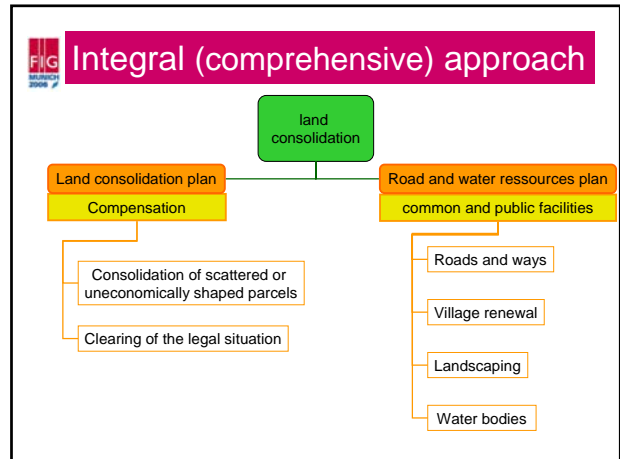 FIG
MUNICH
2006
Integral (comprehensive) approach
land
consolidation
Land consolidation plan
Compensation
Consolidation of scattered or
uneconomically shaped parcels
Clearing of the legal situation
Road and water ressources plan
common and public facilities
Roads and ways
Village renewal
Landscaping
Water bodies